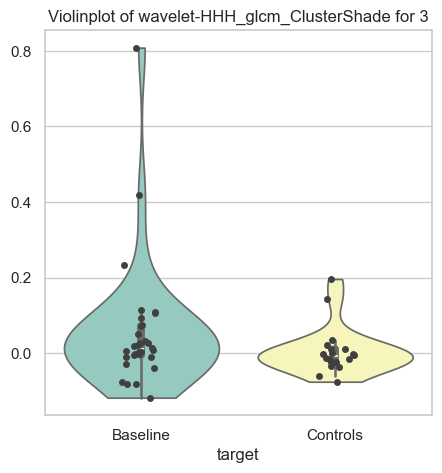 Violinplot of wavelet-HHH_glcm_ClusterShade for 3
0.8
0.6
0.4
0.2
0.0
Baseline Controls
target